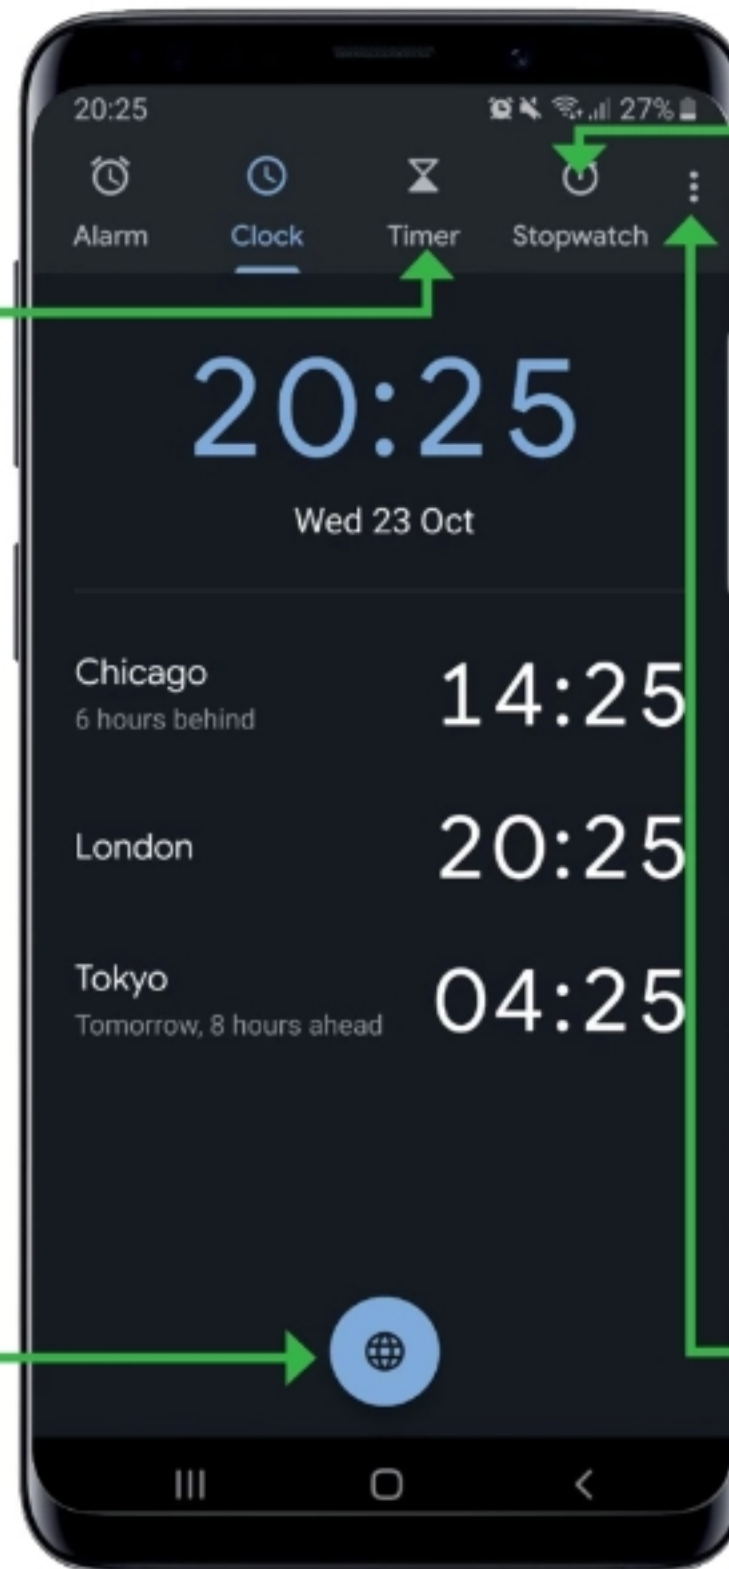 20:25 27%
Alarm Clock Timer Stopwatch
20:25
Wed 23 Oct
Chicago
6 hours behind
14:25
London
20:25
Tokyo
Tomorrow, 8 hours ahead
04:25